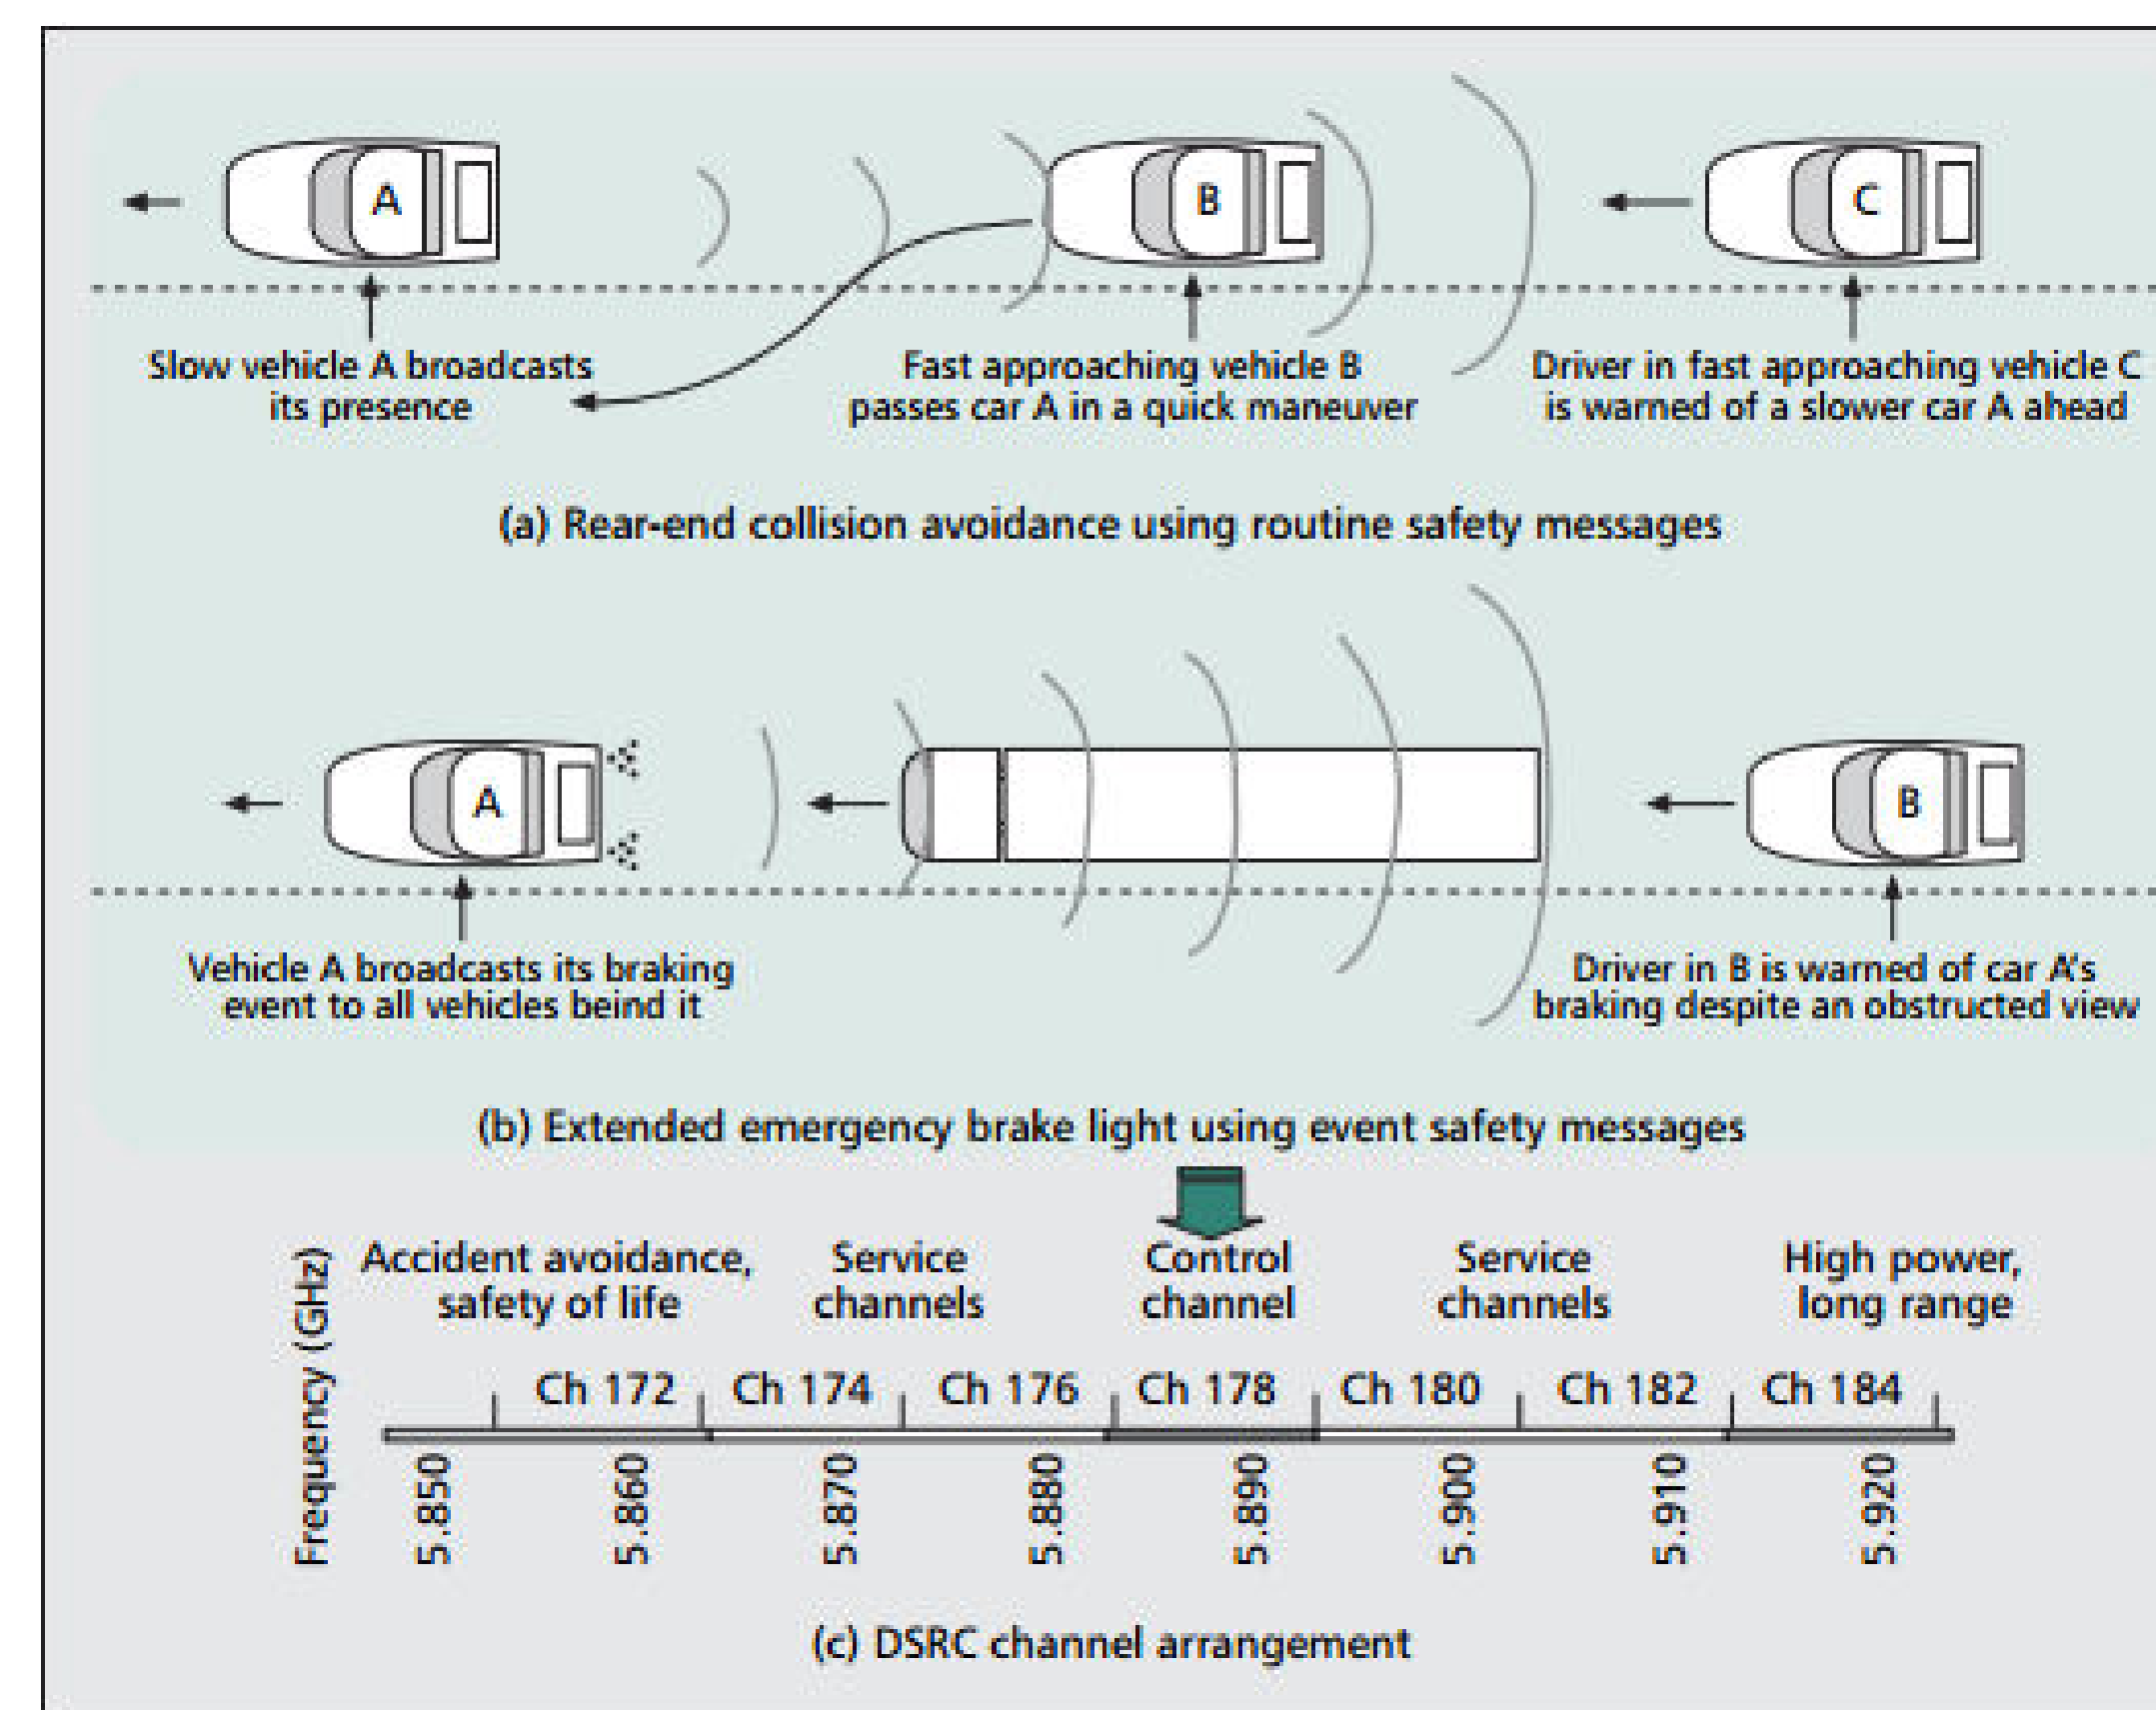 A
B
C
Slow vehicle A broadcasts
its presence
Fast approaching vehicle B
passes car A in a quick maneuver
Driver in fast approaching vehicle C
is warned of a slower car A ahead
(a) Rear-end collision avoidance using routine safety messages
A
B
Vehicle A broadcasts its braking
event to all vehicles beind it
Driver in B is warned of car A's
braking despite an obstructed view
(b) Extended emergency brake light using event safety messages
Frequency (GHz)
Accident avoidance,
safety of life
Service
channels
Control
channel
Service
channels
High power,
long range
Ch 172
Ch 174
Ch 176
Ch 178
Ch 180
Ch 182
Ch 184
5.850
5.860
5.870
5.880
5.890
5.900
5.910
5.920
(c) DSRC channel arrangement